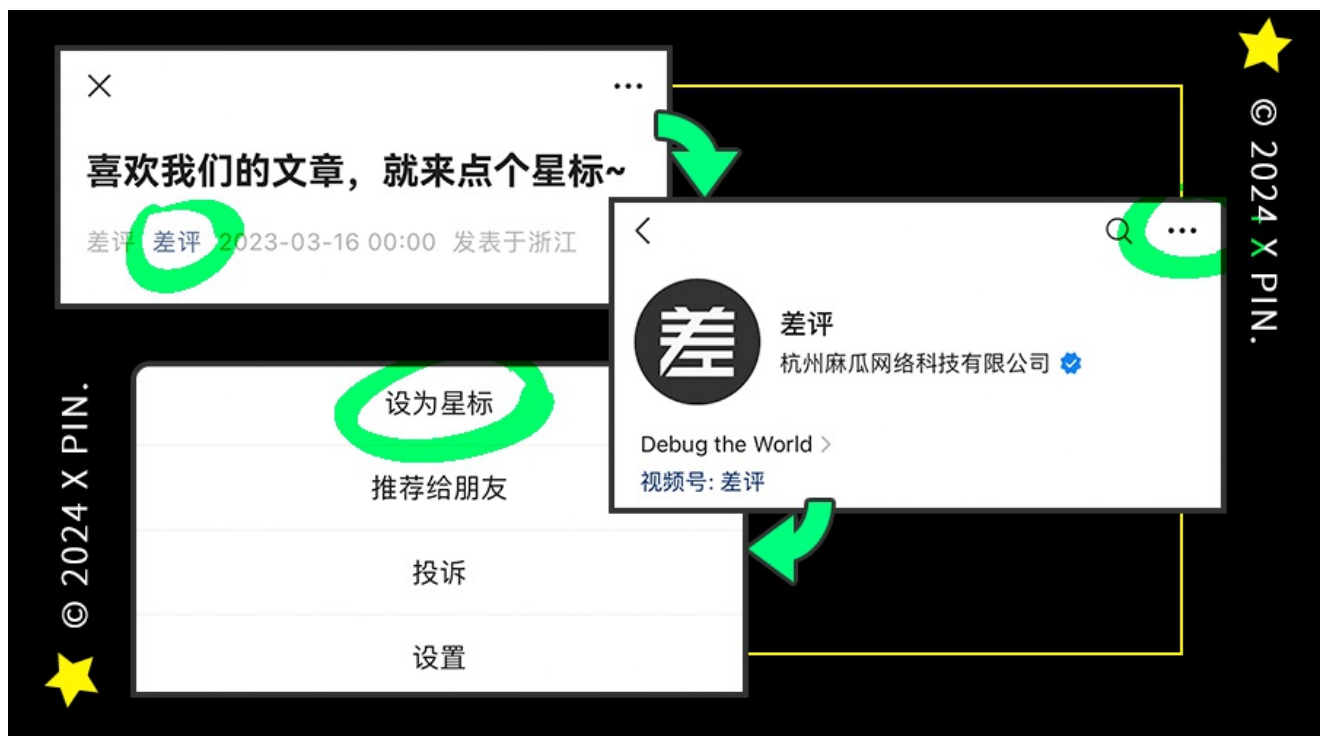 喜欢我们的文章，就来点个星标~
差评 差评 2023-03-16 00:00 发表于浙江
差
差评
杭州麻瓜网络科技有限公司
Debug the World >
视频号: 差评
设为星标
推荐给朋友
投诉
设置
© 2024 X PIN.
© 2024 X PIN.